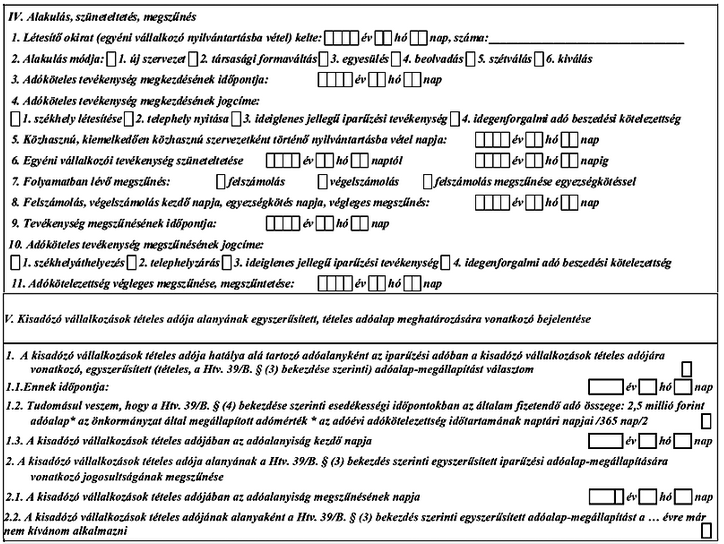 IV. Alakulás, szüneteltetés, megszűnés
1. Létesítő okirat (egyéni vállalkozó nyilvántartásba vétel) kelte: év hó nap, száma:
2. Alakulás módja: 1. új szervezet 2. társasági formaváltás 3. egyesülés 4. beolvadás 5. szétválás 6. kiválás
3. Adóköteles tevékenység megkezdésének időpontja: év hó nap
4. Adóköteles tevékenység megkezdésének jogcíme:
1. székhely létesítése 2. telephely nyitása 3. ideiglenes jellegű iparűzési tevékenység 4. idegenforgalmi adó beszedési kötelezettség
5. Közhasznú, kiemelkedően közhasznú szervezetként történő nyilvántartásba vétel napja: év hó nap
6. Egyéni vállalkozói tevékenység szüneteltetése év hó naptól év hó napig
7. Folyamatban lévő megszűnés: felszámolás végelszámolás felszámolás megszűnése egyezségkötéssel
8. Felszámolás, végelszámolás kezdő napja, egyezségkötés napja, végleges megszűnés: év hó nap
9. Tevékenység megszűnésének időpontja: év hó nap
10. Adóköteles tevékenység megszűnésének jogcíme:
1. székhelyáthelyezés 2. telephelyzárás 3. ideiglenes jellegű iparűzési tevékenység 4. idegenforgalmi adó beszedési kötelezettség
11. Adókötelezettség végleges megszűnése, megszűntetése: év hó nap
V. Kisadózó vállalkozások tételes adója alanyának egyszerűsített, tételes adóalap meghatározására vonatkozó bejelentése
1. A kisadózó vállalkozások tételes adója hatálya alá tartozó adóalanyként az iparűzési adóban a kisadózó vállalkozások tételes adójára
vonatkozó, egyszerűsített (tételes, a Htv. 39/B. § (3) bekezdése szerinti) adóalap-megállapítást választom
1.1.Ennek időpontja: év hó nap
1.2. Tudomásul veszem, hogy a Htv. 39/B. § (4) bekezdése szerinti esedékességi időpontokban az általam fizetendő adó összege: 2,5 millió forint
adóalap* az önkormányzat által megállapított adómérték * az adóévi adókötelezettség időtartamának naptári napjai /365 nap/2
1.3. A kisadózó vállalkozások tételes adójában az adóalanyiság kezdő napja év hó nap
2. A kisadózó vállalkozások tételes adója alanyának a Htv. 39/B. § (3) bekezdés szerinti egyszerűsített iparűzési adóalap-megállapítására
vonatkozó jogosultságának megszűnése
2.1. A kisadózó vállalkozások tételes adójában az adóalanyiság megszűnésének napja év hó nap
2.2. A kisadózó vállalkozások tételes adójának alanyaként a Htv. 39/B. § (3) bekezdés szerinti egyszerűsített adóalap-megállapítást a … évre már
nem kívánom alkalmazni